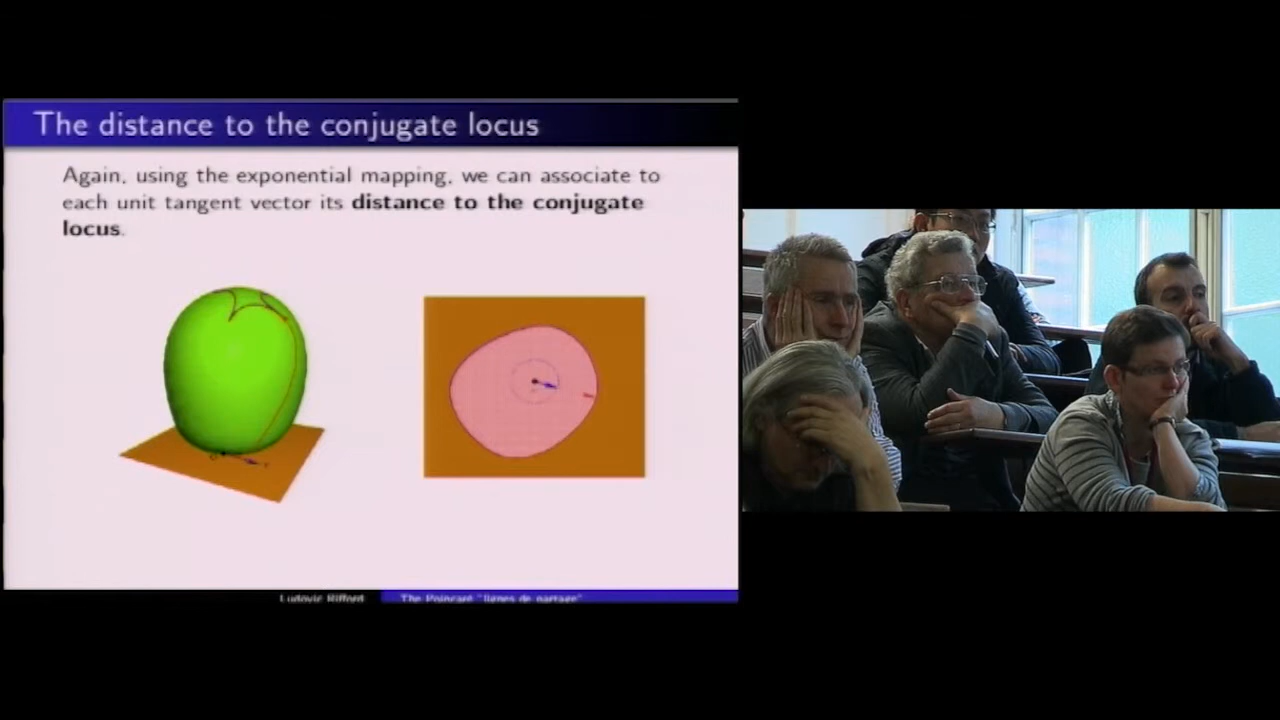 The distance to the conjugate locus
Again, using the exponential mapping, we can associate to
each unit tangent vector its distance to the conjugate
locus.
Ludovic Rifford
The Poincaré "lignes de partage"